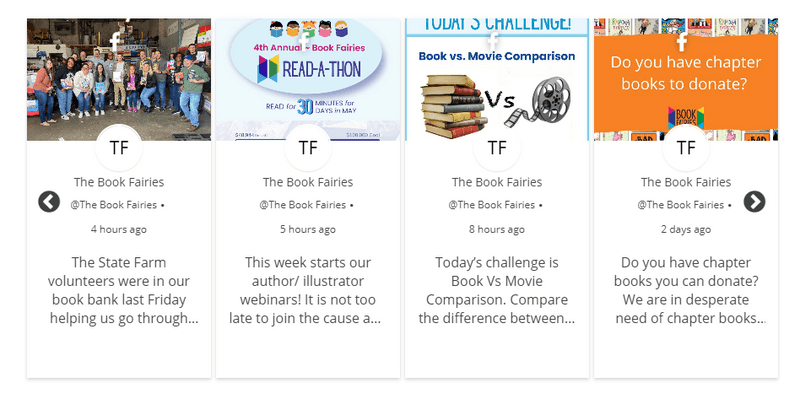 TF
The Book Fairies
@The Book Fairies •
4 hours ago
The State Farm
volunteers were in our
book bank last Friday
helping us go through...
4th Annual - Book Fairies
READ-A-THON
READ for 30 MINUTES for
DAYS in MAY
TF
The Book Fairies
@The Book Fairies •
5 hours ago
This week starts our
author/ illustrator
webinars! It is not too
late to join the cause a...
TODAY'S CHALLENGE!
Book vs. Movie Comparison
Vs
TF
The Book Fairies
@The Book Fairies •
8 hours ago
Today’s challenge is
Book Vs Movie
Comparison. Compare
the difference between...
Do you have chapter
books to donate?
BOOK
FAIRIES
TF
The Book Fairies
@The Book Fairies •
2 days ago
Do you have chapter
books you can donate?
We are in desperate
need of chapter books...